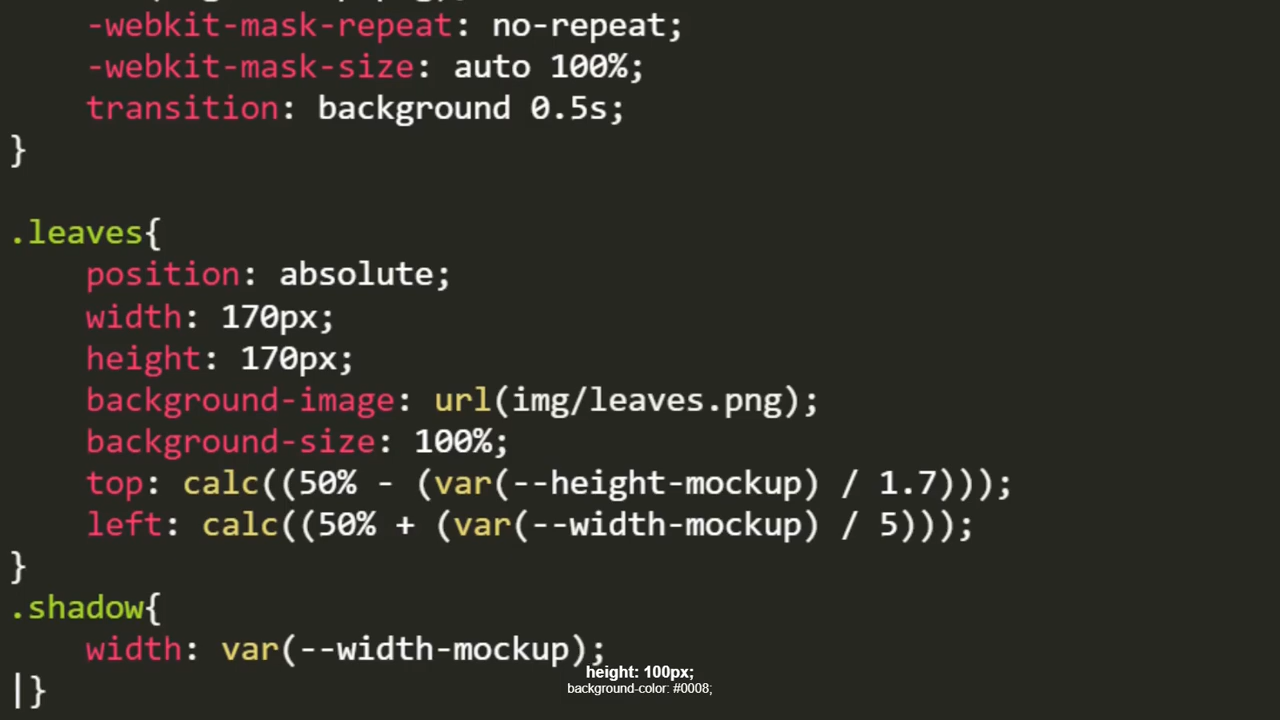 -webkit-mask-repeat: no-repeat;
-webkit-mask-size: auto 100%;
transition: background 0.5s;
}
.leaves{
position: absolute;
width: 170px;
height: 170px;
background-image: url(img/leaves.png);
background-size: 100%;
top: calc((50% - (var(--height-mockup) / 1.7)));
left: calc((50% + (var(--width-mockup) / 5)));
}
.shadow{
width: var(--width-mockup);
}
height: 100px;
background-color: #0008;